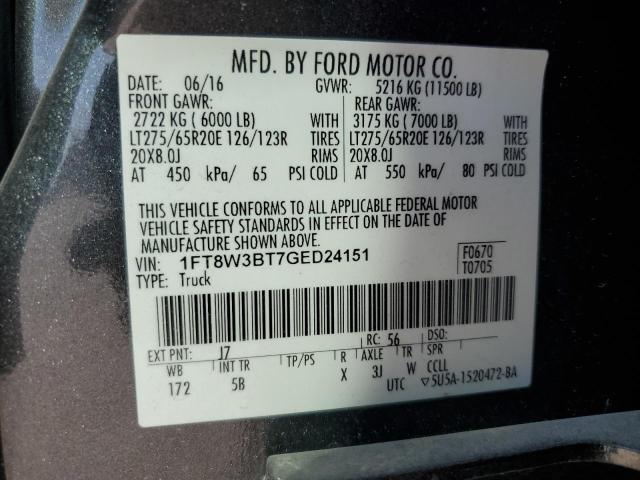 MFD. BY FORD MOTOR CO.
DATE: 06/16 GVWR: 5216 KG (11500 LB)
FRONT GAWR: REAR GAWR:
2722 KG ( 6000 LB) 3175 KG ( 7000 LB)
LT275/65R20E 126/123R TIRES LT275/65R20E 126/123R TIRES
20X8.0J RIMS 20X8.0J RIMS
AT 450 kPa/ 65 PSI COLD AT 550 kPa/ 80 PSI COLD
THIS VEHICLE CONFORMS TO ALL APPLICABLE FEDERAL MOTOR
VEHICLE SAFETY STANDARDS IN EFFECT ON THE DATE OF
MANUFACTURE SHOWN ABOVE.
VIN: 1FT8W3BT7GED24151 F0670
TYPE: Truck T0705
EXT PNT: J7 RC: 56 DSO:
WB INT TR TP/PS R AXLE TR SPR
172 5B X 3J W CCLL
UTC ▽5U5A-1520472-BA